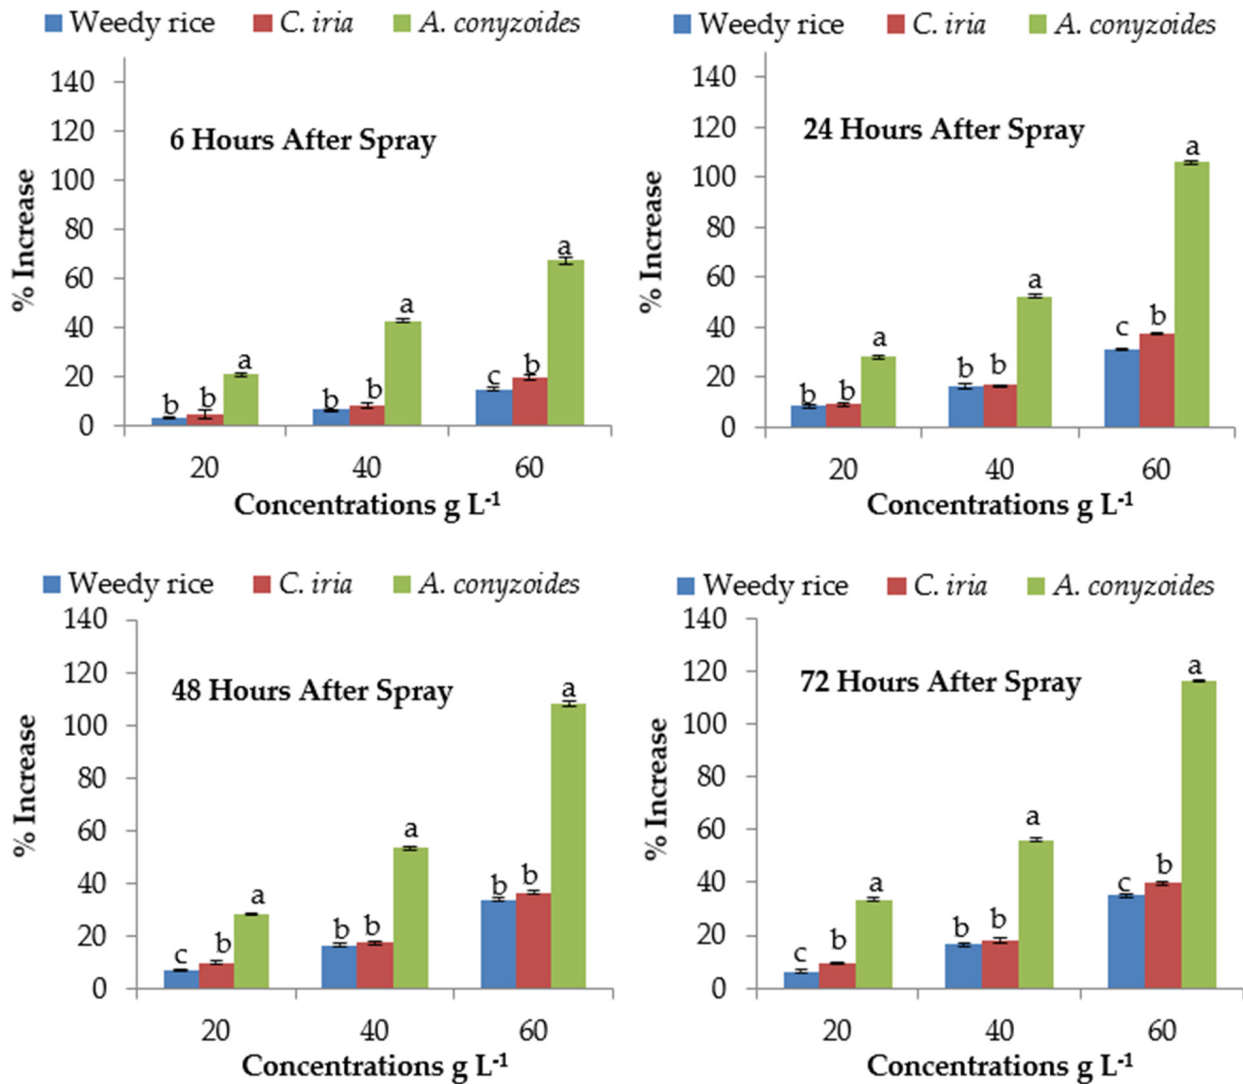 Weedy rice C. iria A. conyzoides
140
120
100
80
60
40
20
0
% Increase
6 Hours After Spray
b b a
b b a
c b a
20 40 60
Concentrations g L-1
Weedy rice C. iria A. conyzoides
140
120
100
80
60
40
20
0
% Increase
24 Hours After Spray
b b a
b b a
c b a
20 40 60
Concentrations g L-1
Weedy rice C. iria A. conyzoides
140
120
100
80
60
40
20
0
% Increase
48 Hours After Spray
c b a
b b a
b b a
20 40 60
Concentrations g L-1
Weedy rice C. iria A. conyzoides
140
120
100
80
60
40
20
0
% Increase
72 Hours After Spray
c b a
b b a
c b a
20 40 60
Concentrations g L-1